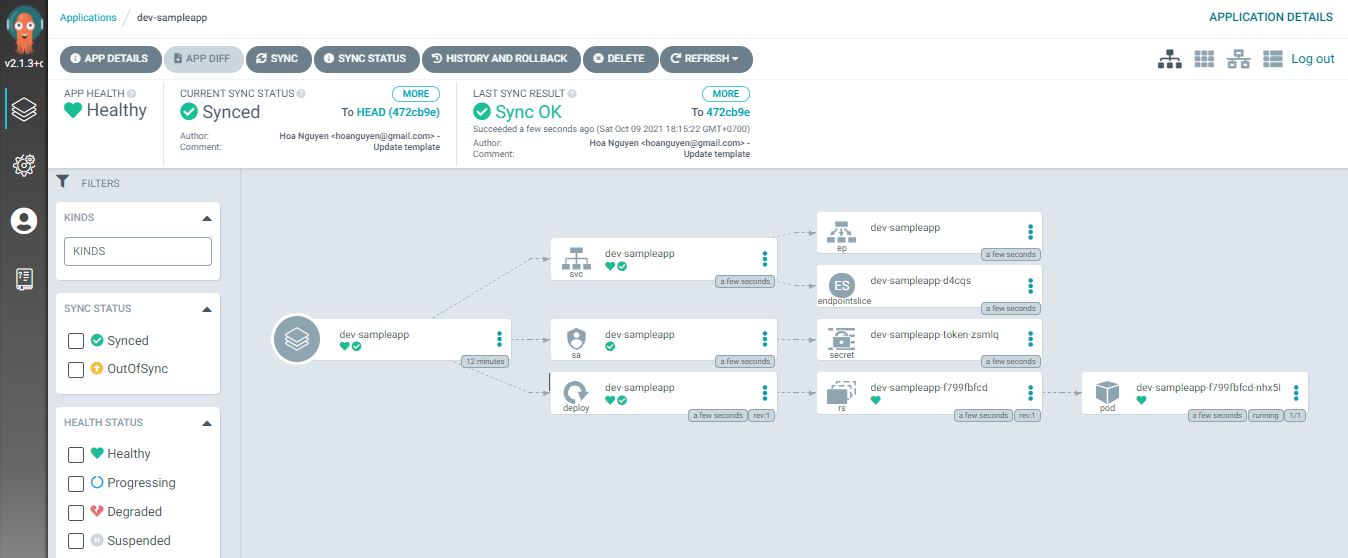 Applications / dev-sampleapp
APPLICATION DETAILS
v2.1.3+c
APP DETAILS
APP DIFF
SYNC
SYNC STATUS
HISTORY AND ROLLBACK
DELETE
REFRESH
Log out
APP HEALTH
Healthy
CURRENT SYNC STATUS
MORE
Synced
To HEAD (472cb9e)
Author: Hoa Nguyen <hoanguyen@gmail.com> -
Comment: Update template
LAST SYNC RESULT
MORE
Sync OK
To 472cb9e
Succeeded a few seconds ago (Sat Oct 09 2021 18:15:22 GMT+0700)
Author: Hoa Nguyen <hoanguyen@gmail.com> -
Comment: Update template
FILTERS
KINDS
KINDS
SYNC STATUS
Synced
OutOfSync
HEALTH STATUS
Healthy
Progressing
Degraded
Suspended
dev-sampleapp
12 minutes
dev-sampleapp
svc
a few seconds
dev-sampleapp
sa
a few seconds
dev-sampleapp
deploy
a few seconds
rev:1
dev-sampleapp
ep
a few seconds
ES
dev-sampleapp-d4cqs
endpointslice
a few seconds
dev-sampleapp-token-zsmlq
secret
a few seconds
dev-sampleapp-f799fbfcd
rs
a few seconds
rev:1
dev-sampleapp-f799fbfcd-nhx5l
pod
a few seconds
running
1/1